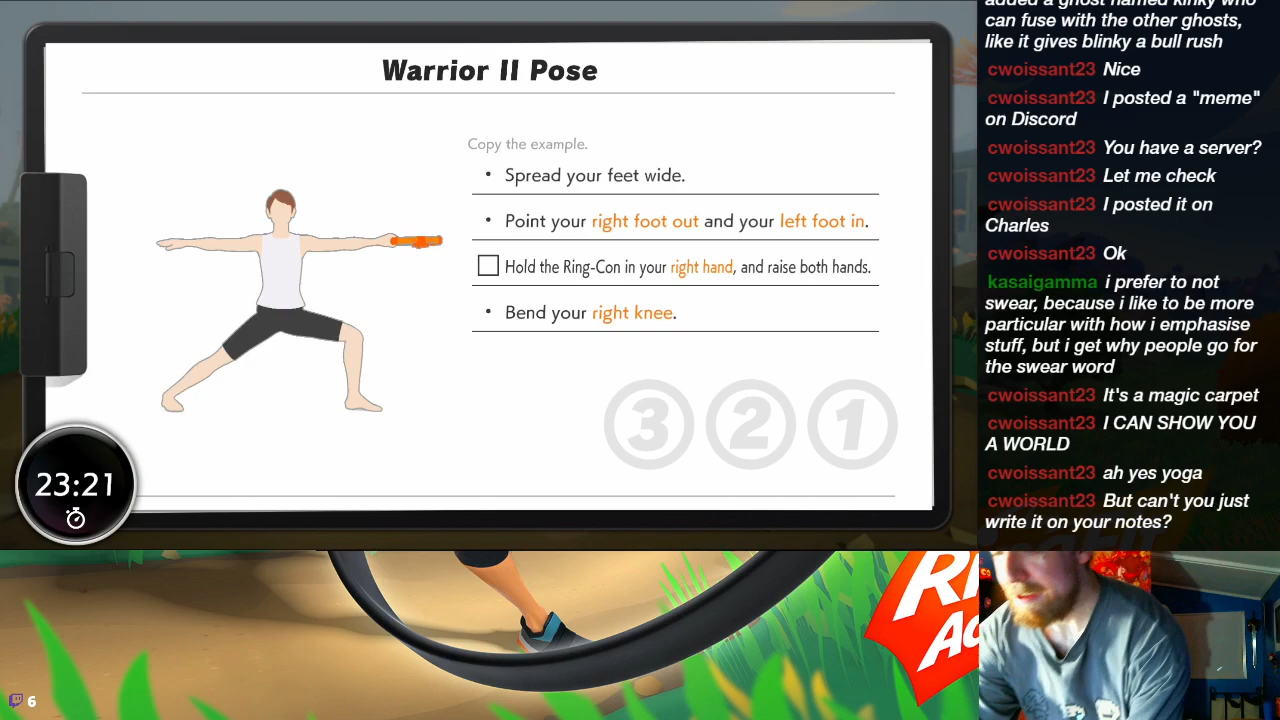 Warrior II Pose
Copy the example.
• Spread your feet wide.
• Point your right foot out and your left foot in.
Hold the Ring-Con in your right hand, and raise both hands.
• Bend your right knee.
3 2 1
23:21
6
added a ghost named kinky who
can fuse with the other ghosts,
like it gives blinky a bull rush
cwoissant23 Nice
cwoissant23 I posted a "meme"
on Discord
cwoissant23 You have a server?
cwoissant23 Let me check
cwoissant23 I posted it on
Charles
cwoissant23 Ok
kasaigamma i prefer to not
swear, because i like to be more
particular with how i emphasise
stuff, but i get why people go for
the swear word
cwoissant23 It's a magic carpet
cwoissant23 I CAN SHOW YOU
A WORLD
cwoissant23 ah yes yoga
cwoissant23 But can't you just
write it on your notes?